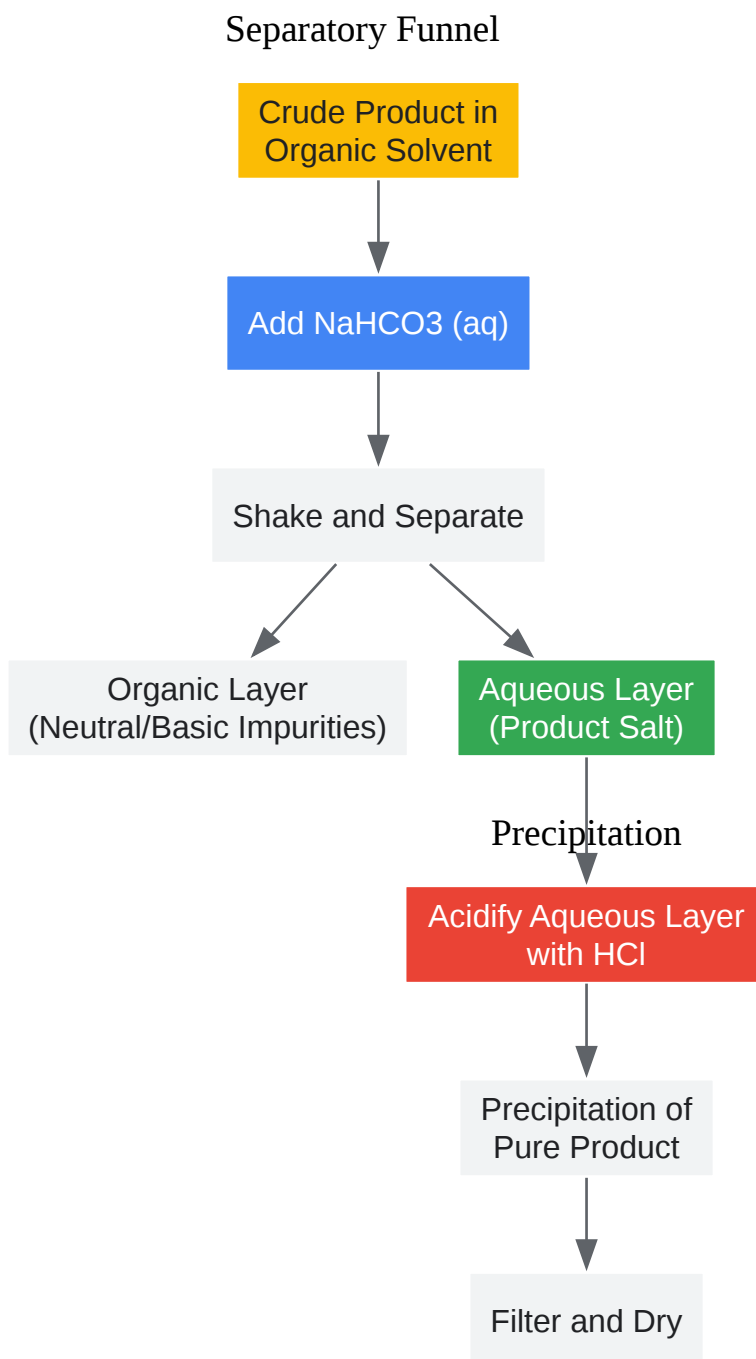 Separatory Funnel
Crude Product in
Organic Solvent
Add NaHCO3 (aq)
Shake and Separate
Organic Layer
(Neutral/Basic Impurities)
Aqueous Layer
(Product Salt)
Precipitation
Acidify Aqueous Layer
with HCl
Precipitation of
Pure Product
Filter and Dry